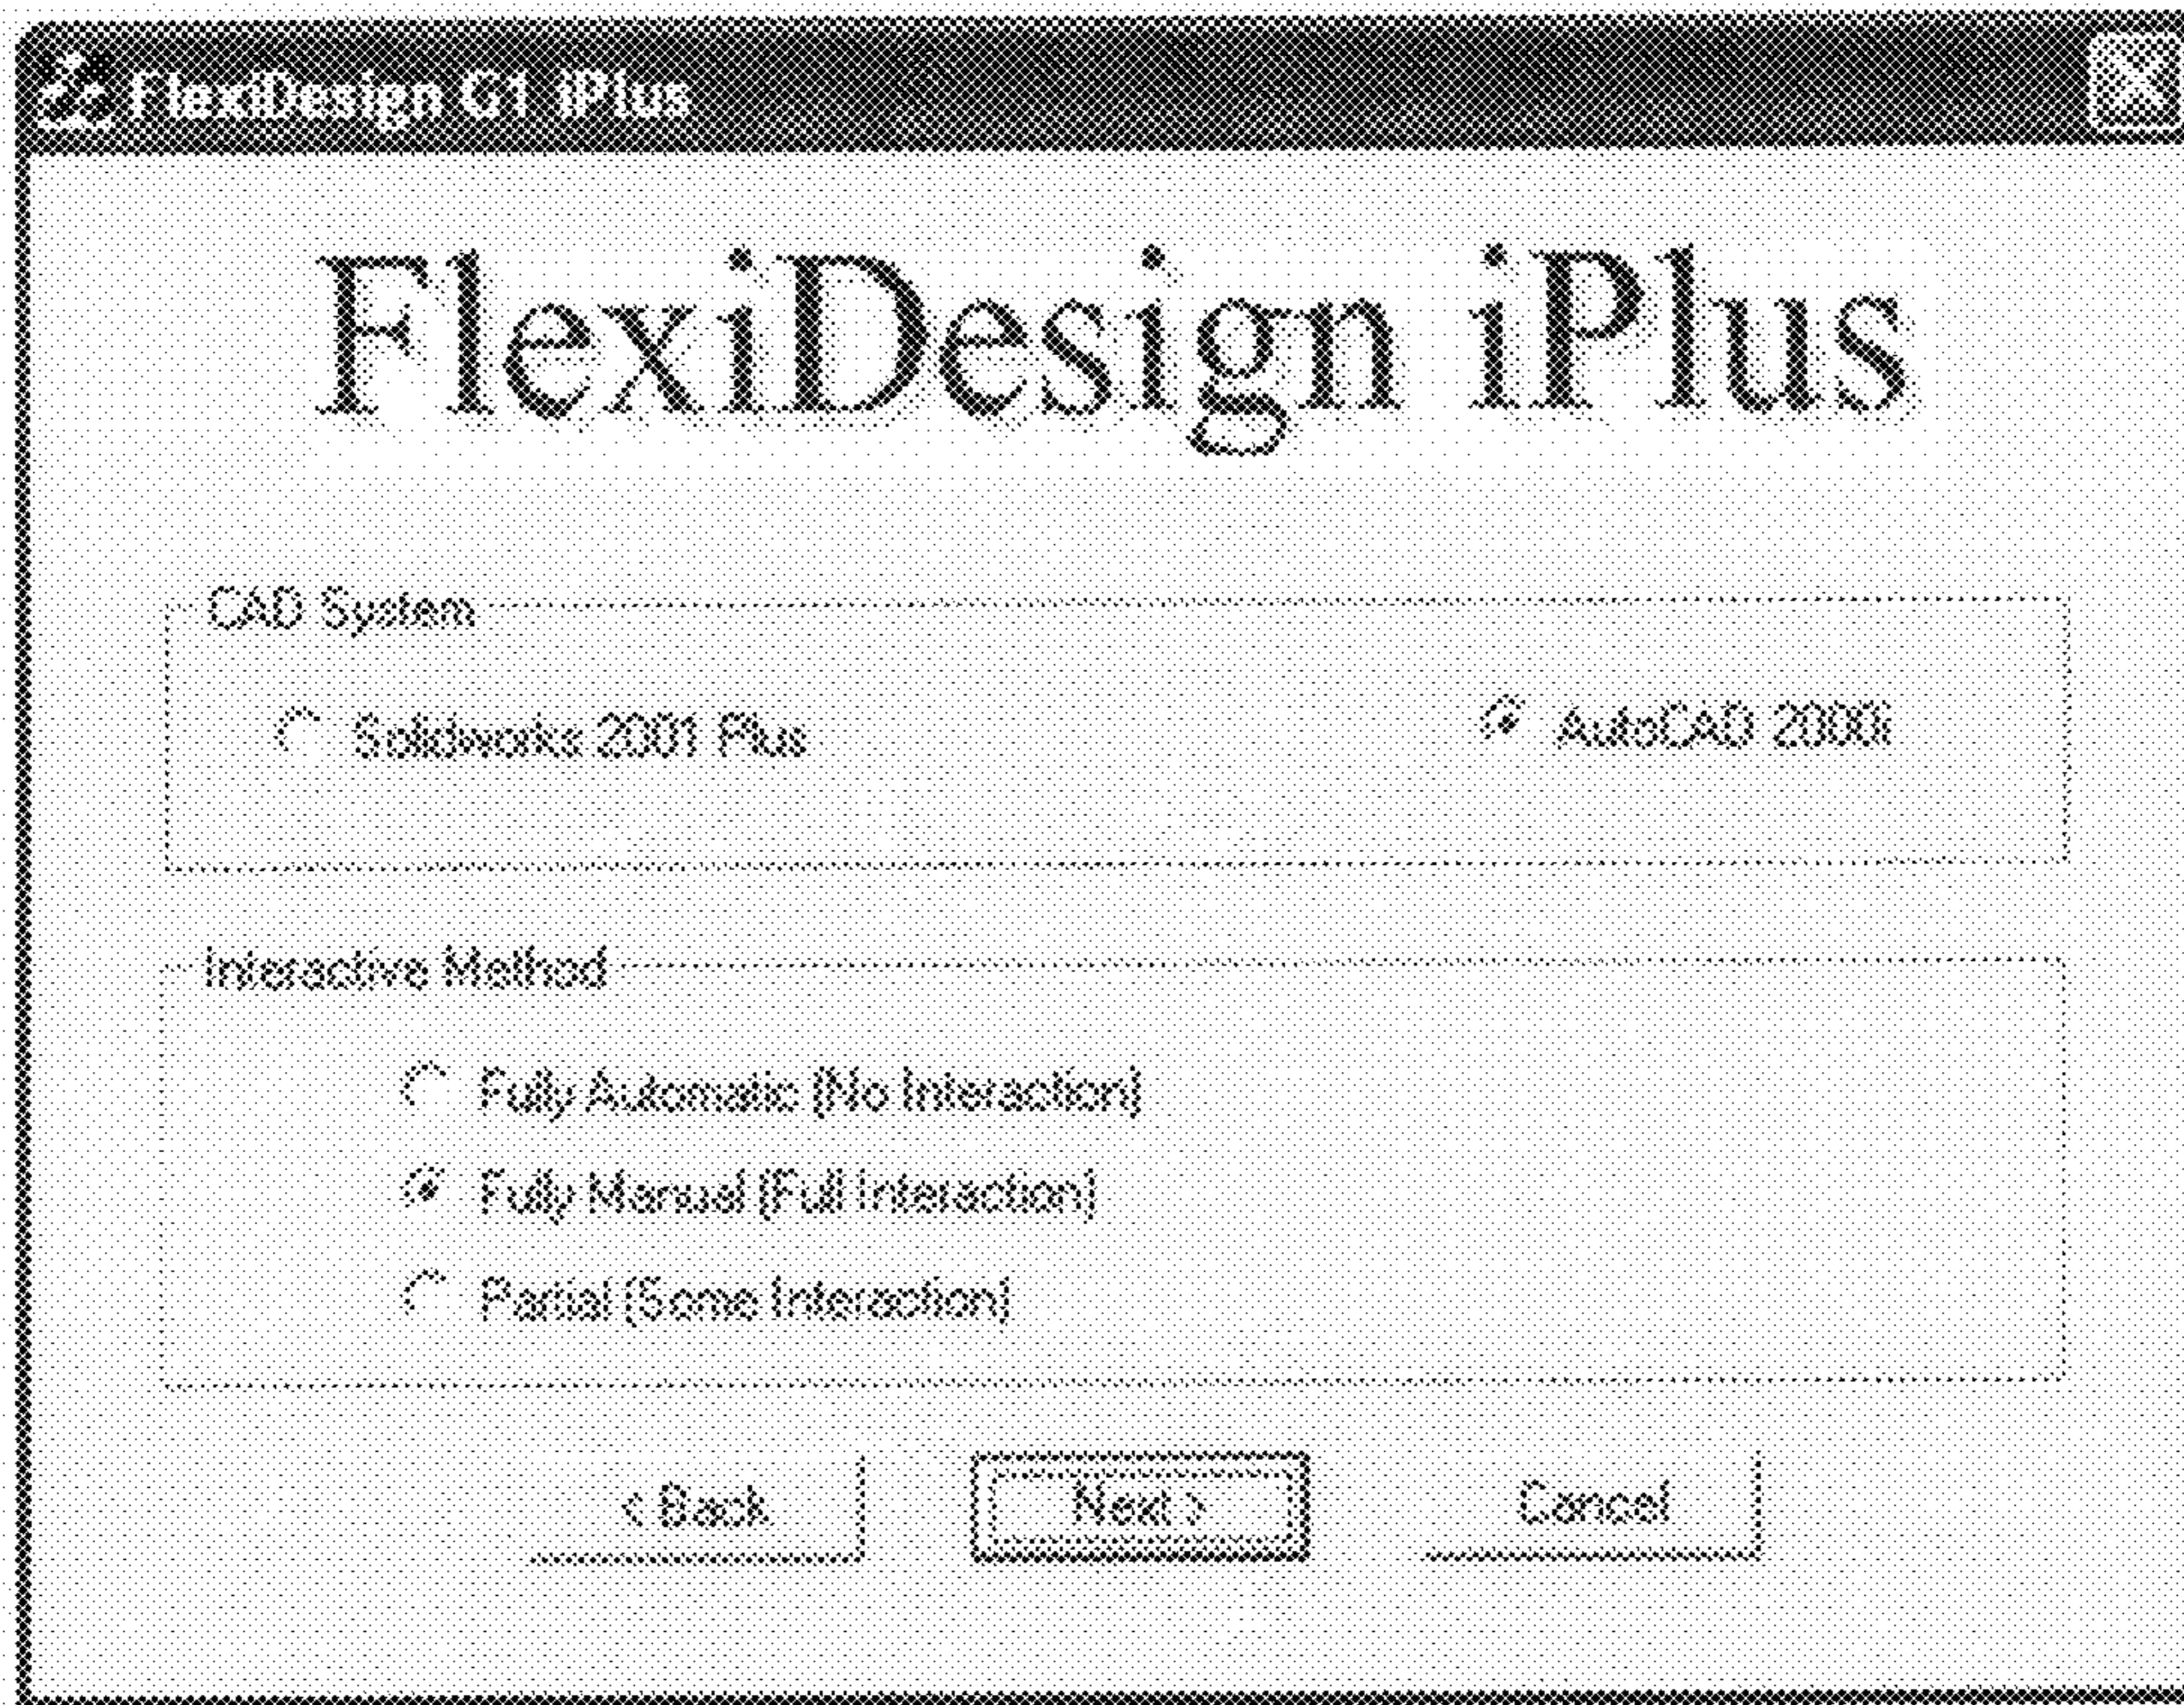 FlexiDesign G1 iPlus
FlexiDesign iPlus
CAD System
Solidworks 2001 Plus
AutoCAD 2000i
Interactive Method
Fully Automatic (No Interaction)
Fully Manual (Full Interaction)
Partial (Some Interaction)
< Back
Next >
Cancel